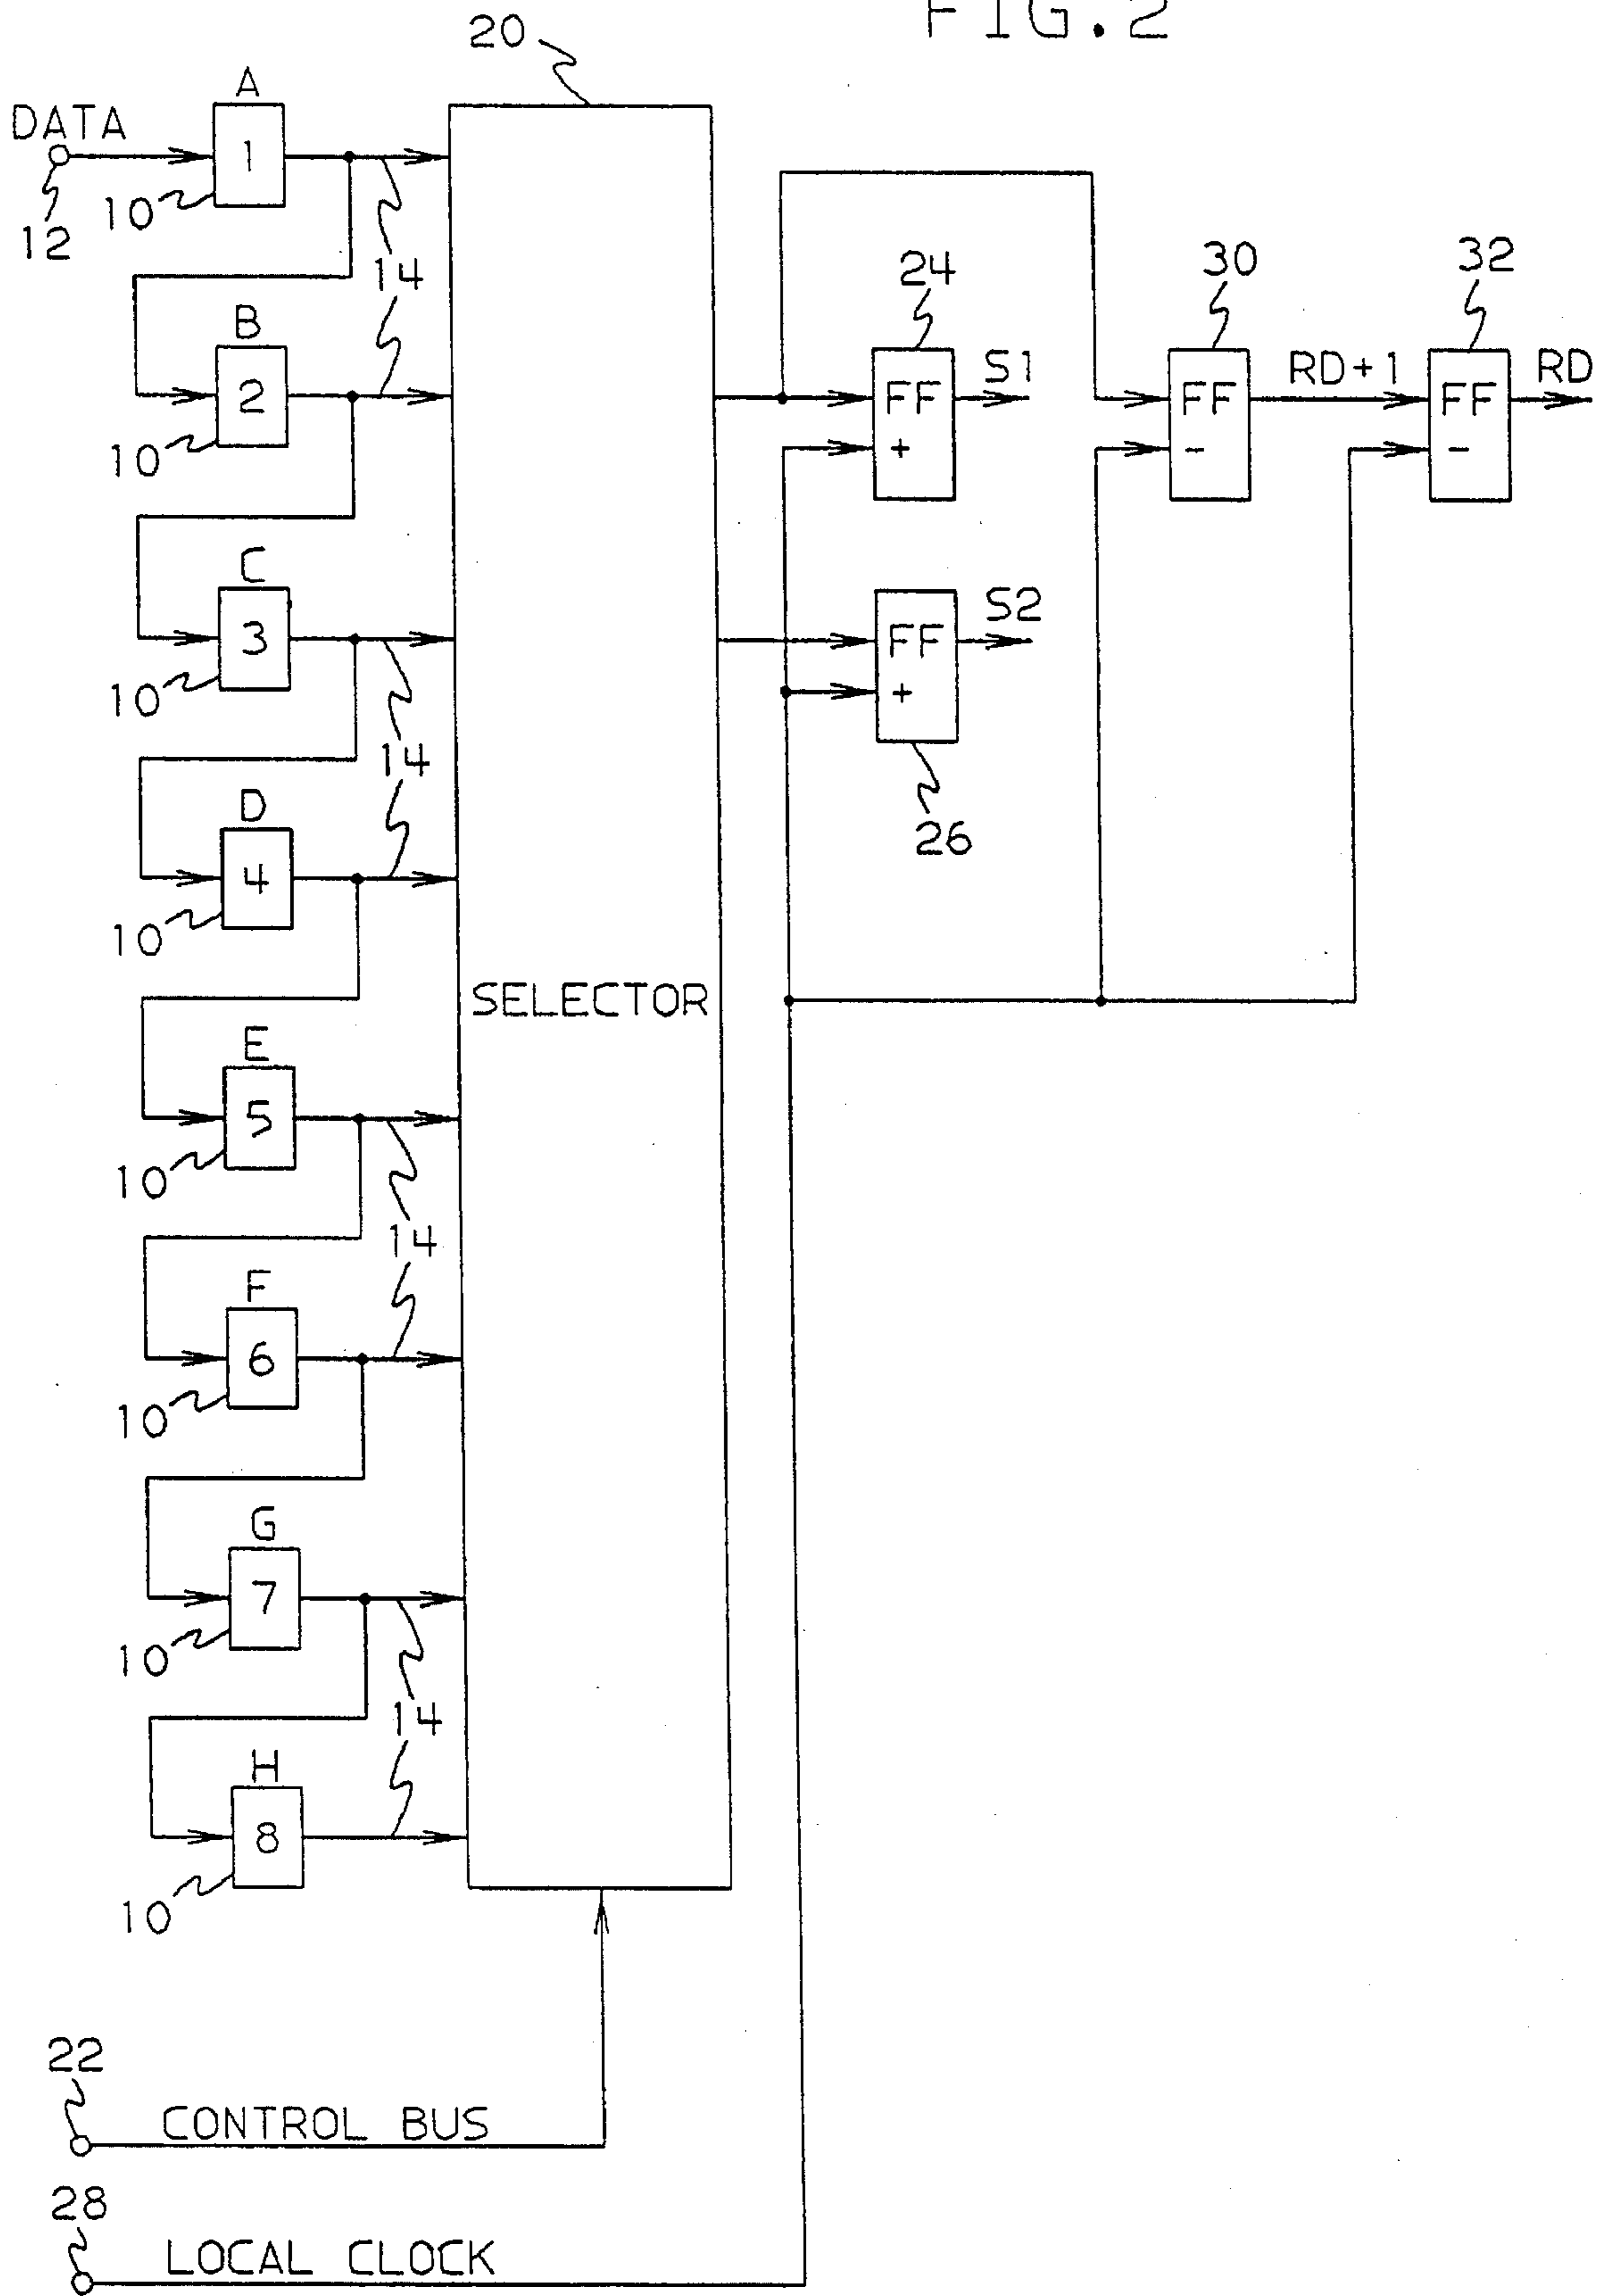 FIG.2
20
A
DATA
1
10
12
14
24
30
32
B
S1
RD+1
RD
2
FF
FF
FF
10
+
-
-
C
S2
3
FF
10
+
14
D
26
4
10
SELECTOR
E
5
10
14
F
6
10
G
7
10
14
H
8
10
22
CONTROL BUS
28
LOCAL CLOCK